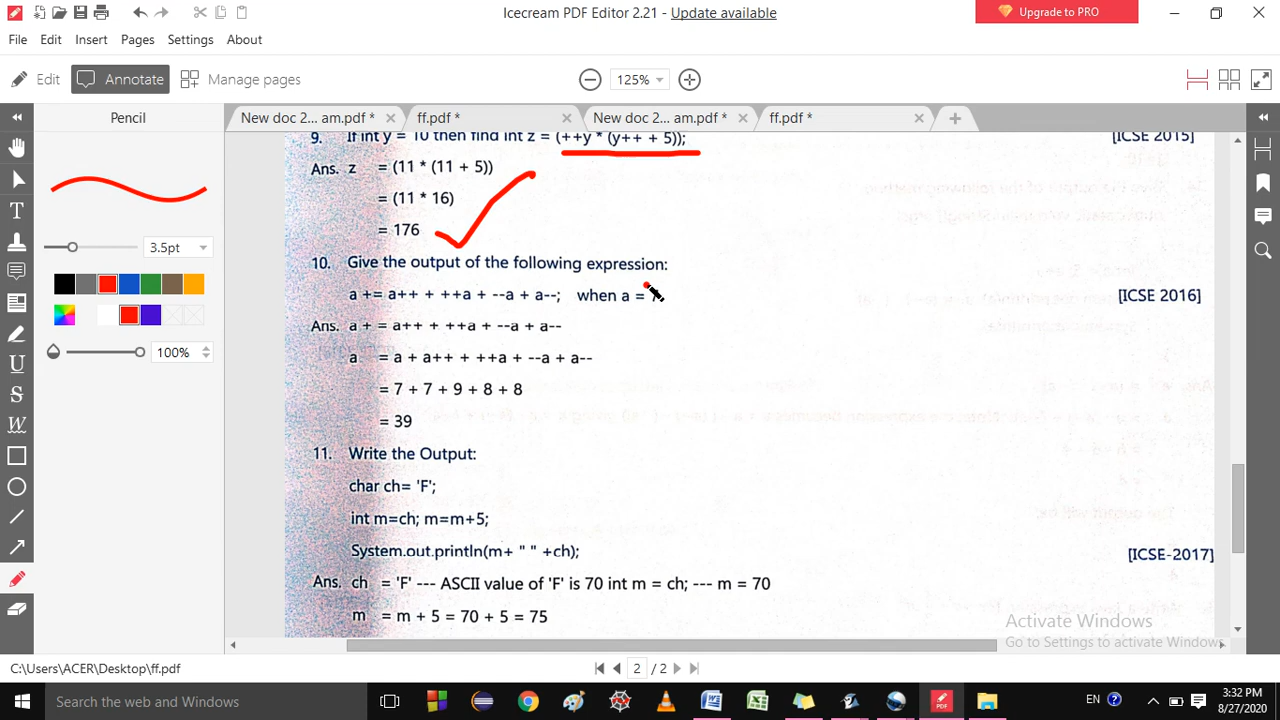 Icecream PDF Editor 2.21 - Update available
Upgrade to PRO
File Edit Insert Pages Settings About
Edit Annotate Manage pages 125%
Pencil
New doc 2... am.pdf * ff.pdf * New doc 2... am.pdf * ff.pdf *
3.5pt
100%
9. If int y = 10 then find int z = (++y * (y++ + 5)); [ICSE 2015]
Ans. z = (11 * (11 + 5))
= (11 * 16)
= 176
10. Give the output of the following expression:
a += a++ + ++a + --a + a--; when a = 7 [ICSE 2016]
Ans. a + = a++ + ++a + --a + a--
a = a + a++ + ++a + --a + a--
= 7 + 7 + 9 + 8 + 8
= 39
11. Write the Output:
char ch= 'F';
int m=ch; m=m+5;
System.out.println(m+ " " +ch); [ICSE-2017]
Ans. ch = 'F' --- ASCII value of 'F' is 70 int m = ch; --- m = 70
m = m + 5 = 70 + 5 = 75
Activate Windows
Go to Settings to activate Windows.
C:\Users\ACER\Desktop\ff.pdf 2 / 2
Search the web and Windows
EN 3:32 PM
8/27/2020